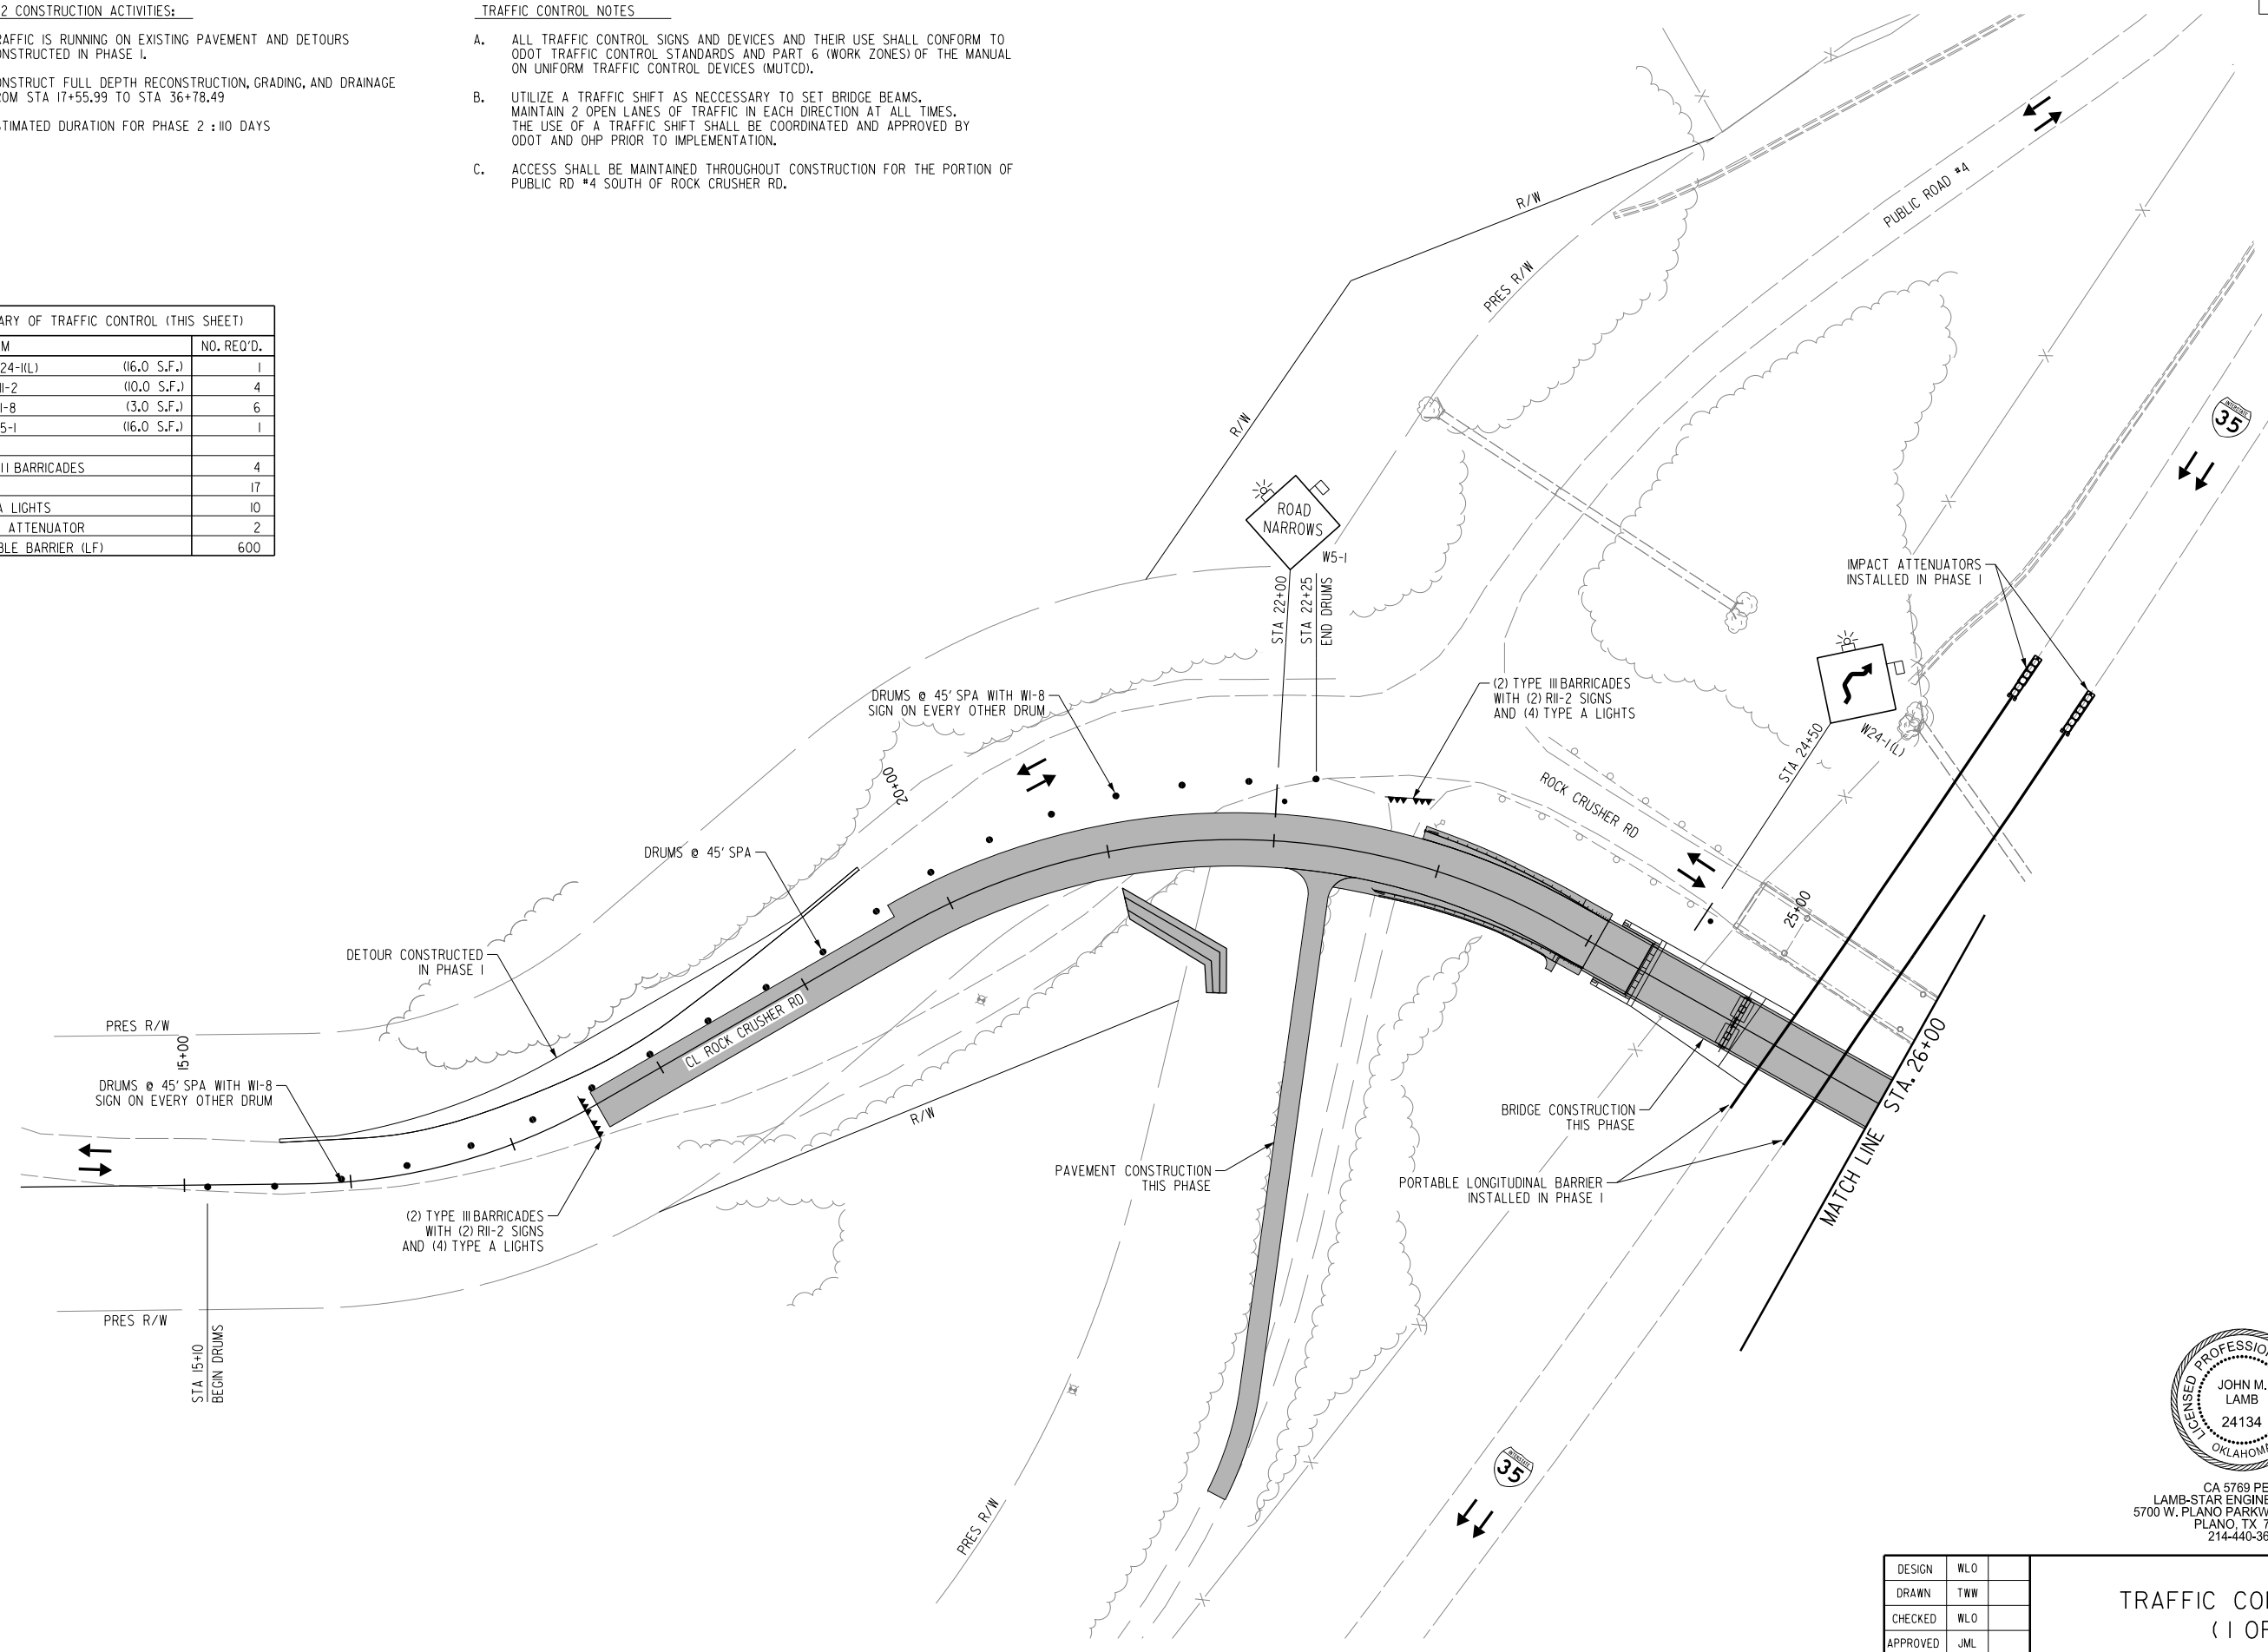 2 CONSTRUCTION ACTIVITIES:
RAFFIC IS RUNNING ON EXISTING PAVEMENT AND DETOURS
ONSTRUCTED IN PHASE I.
ONSTRUCT FULL DEPTH RECONSTRUCTION, GRADING, AND DRAINAGE
ROM STA 17+55.99 TO STA 36+78.49
STIMATED DURATION FOR PHASE 2 : 110 DAYS
TRAFFIC CONTROL NOTES
A. ALL TRAFFIC CONTROL SIGNS AND DEVICES AND THEIR USE SHALL CONFORM TO
ODOT TRAFFIC CONTROL STANDARDS AND PART 6 (WORK ZONES) OF THE MANUAL
ON UNIFORM TRAFFIC CONTROL DEVICES (MUTCD).
B. UTILIZE A TRAFFIC SHIFT AS NECCESSARY TO SET BRIDGE BEAMS.
MAINTAIN 2 OPEN LANES OF TRAFFIC IN EACH DIRECTION AT ALL TIMES.
THE USE OF A TRAFFIC SHIFT SHALL BE COORDINATED AND APPROVED BY
ODOT AND OHP PRIOR TO IMPLEMENTATION.
C. ACCESS SHALL BE MAINTAINED THROUGHOUT CONSTRUCTION FOR THE PORTION OF
PUBLIC RD #4 SOUTH OF ROCK CRUSHER RD.
ARY OF TRAFFIC CONTROL (THIS SHEET)
M NO. REQ'D.
24-1(L) (16.0 S.F.) 1
11-2 (10.0 S.F.) 4
1-8 (3.0 S.F.) 6
5-1 (16.0 S.F.) 1
III BARRICADES 4
17
A LIGHTS 10
ATTENUATOR 2
BLE BARRIER (LF) 600
R/W
PUBLIC ROAD #4
PRES R/W
R/W
INTERSTATE
35
ROAD
NARROWS
W5-1
STA 22+00
STA 22+25
END DRUMS
IMPACT ATTENUATORS
INSTALLED IN PHASE I
DRUMS @ 45' SPA WITH W1-8
SIGN ON EVERY OTHER DRUM
(2) TYPE III BARRICADES
WITH (2) R11-2 SIGNS
AND (4) TYPE A LIGHTS
W24-1(L)
STA 24+50
20+00
ROCK CRUSHER RD
DRUMS @ 45' SPA
25+00
DETOUR CONSTRUCTED
IN PHASE I
CL ROCK CRUSHER RD
PRES R/W
15+00
DRUMS @ 45' SPA WITH W1-8
SIGN ON EVERY OTHER DRUM
R/W
BRIDGE CONSTRUCTION
THIS PHASE
MATCH LINE STA. 26+00
PAVEMENT CONSTRUCTION
THIS PHASE
PORTABLE LONGITUDINAL BARRIER
INSTALLED IN PHASE I
(2) TYPE III BARRICADES
WITH (2) R11-2 SIGNS
AND (4) TYPE A LIGHTS
PRES R/W
STA 15+10
BEGIN DRUMS
LICENSED PROFESSION
JOHN M.
LAMB
24134
OKLAHOM
INTERSTATE
35
PRES R/W
CA 5769 PE
LAMB-STAR ENGINE
5700 W. PLANO PARKW
PLANO, TX 7
214-440-36
DESIGN WLO
DRAWN TWW
CHECKED WLO
APPROVED JML
TRAFFIC CO
(1 OF